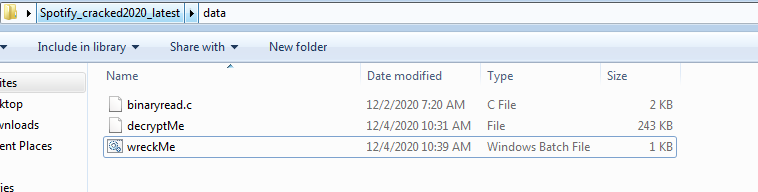 Spotify_cracked2020_latest data
Include in library Share with New folder
Name Date modified Type Size
binaryread.c 12/2/2020 7:20 AM C File 2 KB
decryptMe 12/4/2020 10:31 AM File 243 KB
wreckMe 12/4/2020 10:39 AM Windows Batch File 1 KB
ites
ktop
wnloads
ent Places
ries